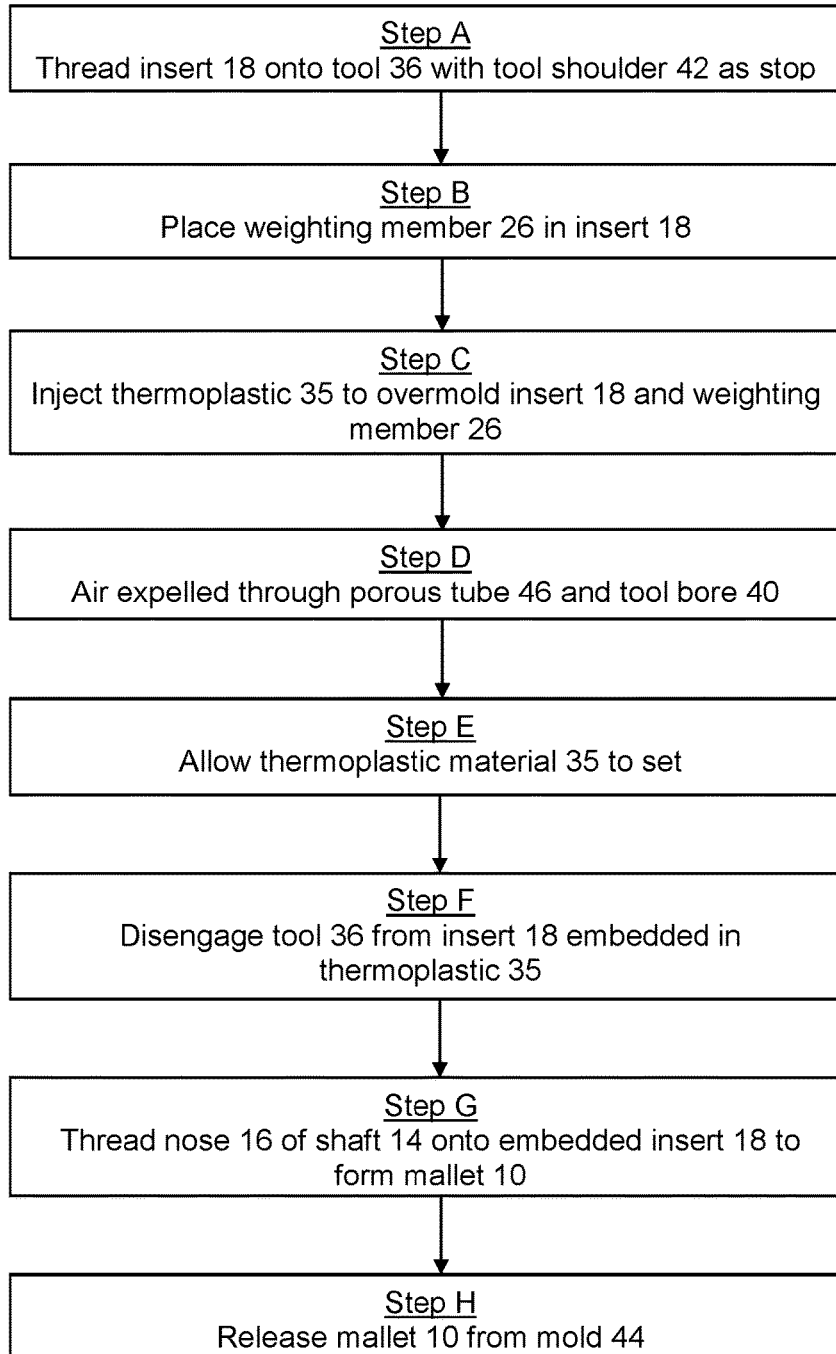 Step A
Thread insert 18 onto tool 36 with tool shoulder 42 as stop
Step B
Place weighting member 26 in insert 18
Step C
Inject thermoplastic 35 to overmold insert 18 and weighting
member 26
Step D
Air expelled through porous tube 46 and tool bore 40
Step E
Allow thermoplastic material 35 to set
Step F
Disengage tool 36 from insert 18 embedded in
thermoplastic 35
Step G
Thread nose 16 of shaft 14 onto embedded insert 18 to
form mallet 10
Step H
Release mallet 10 from mold 44